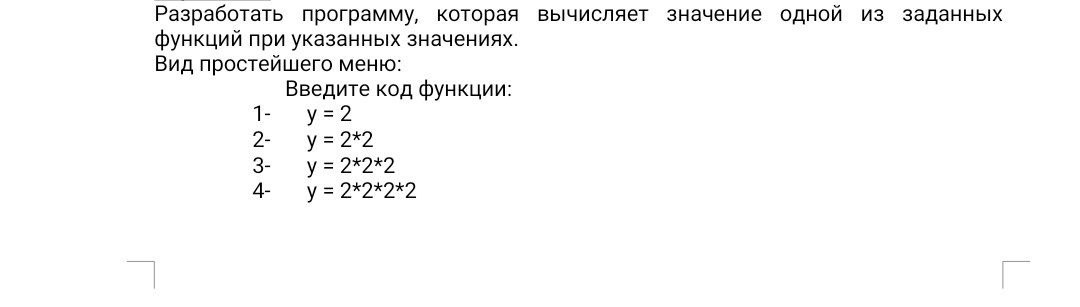 Разработать программу, которая вычисляет значение одной из заданных
функций при указанных значениях.
Вид простейшего меню:
Введите код функции:
1- y = 2
2- y = 2*2
3- y = 2*2*2
4- y = 2*2*2*2